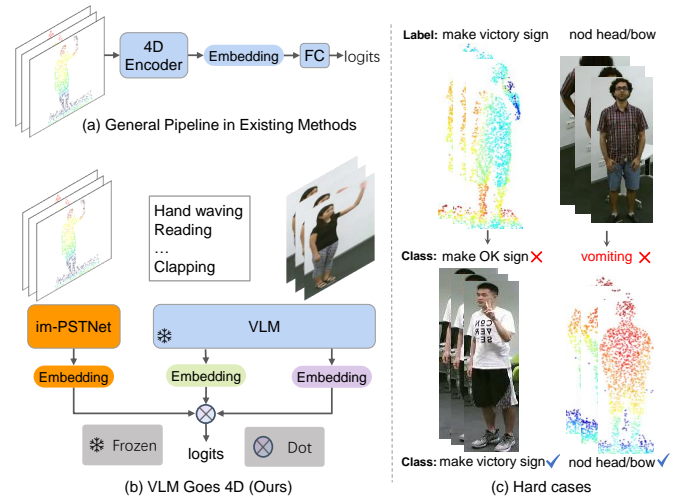 4D
Encoder
Embedding
FC
logits
(a) General Pipeline in Existing Methods
Hand waving
Reading
...
Clapping
im-PSTNet
VLM
Embedding
Embedding
Embedding
Frozen
logits
Dot
(b) VLM Goes 4D (Ours)
Label: make victory sign nod head/bow
Class: make OK sign vomiting
Class: make victory sign nod head/bow
(c) Hard cases